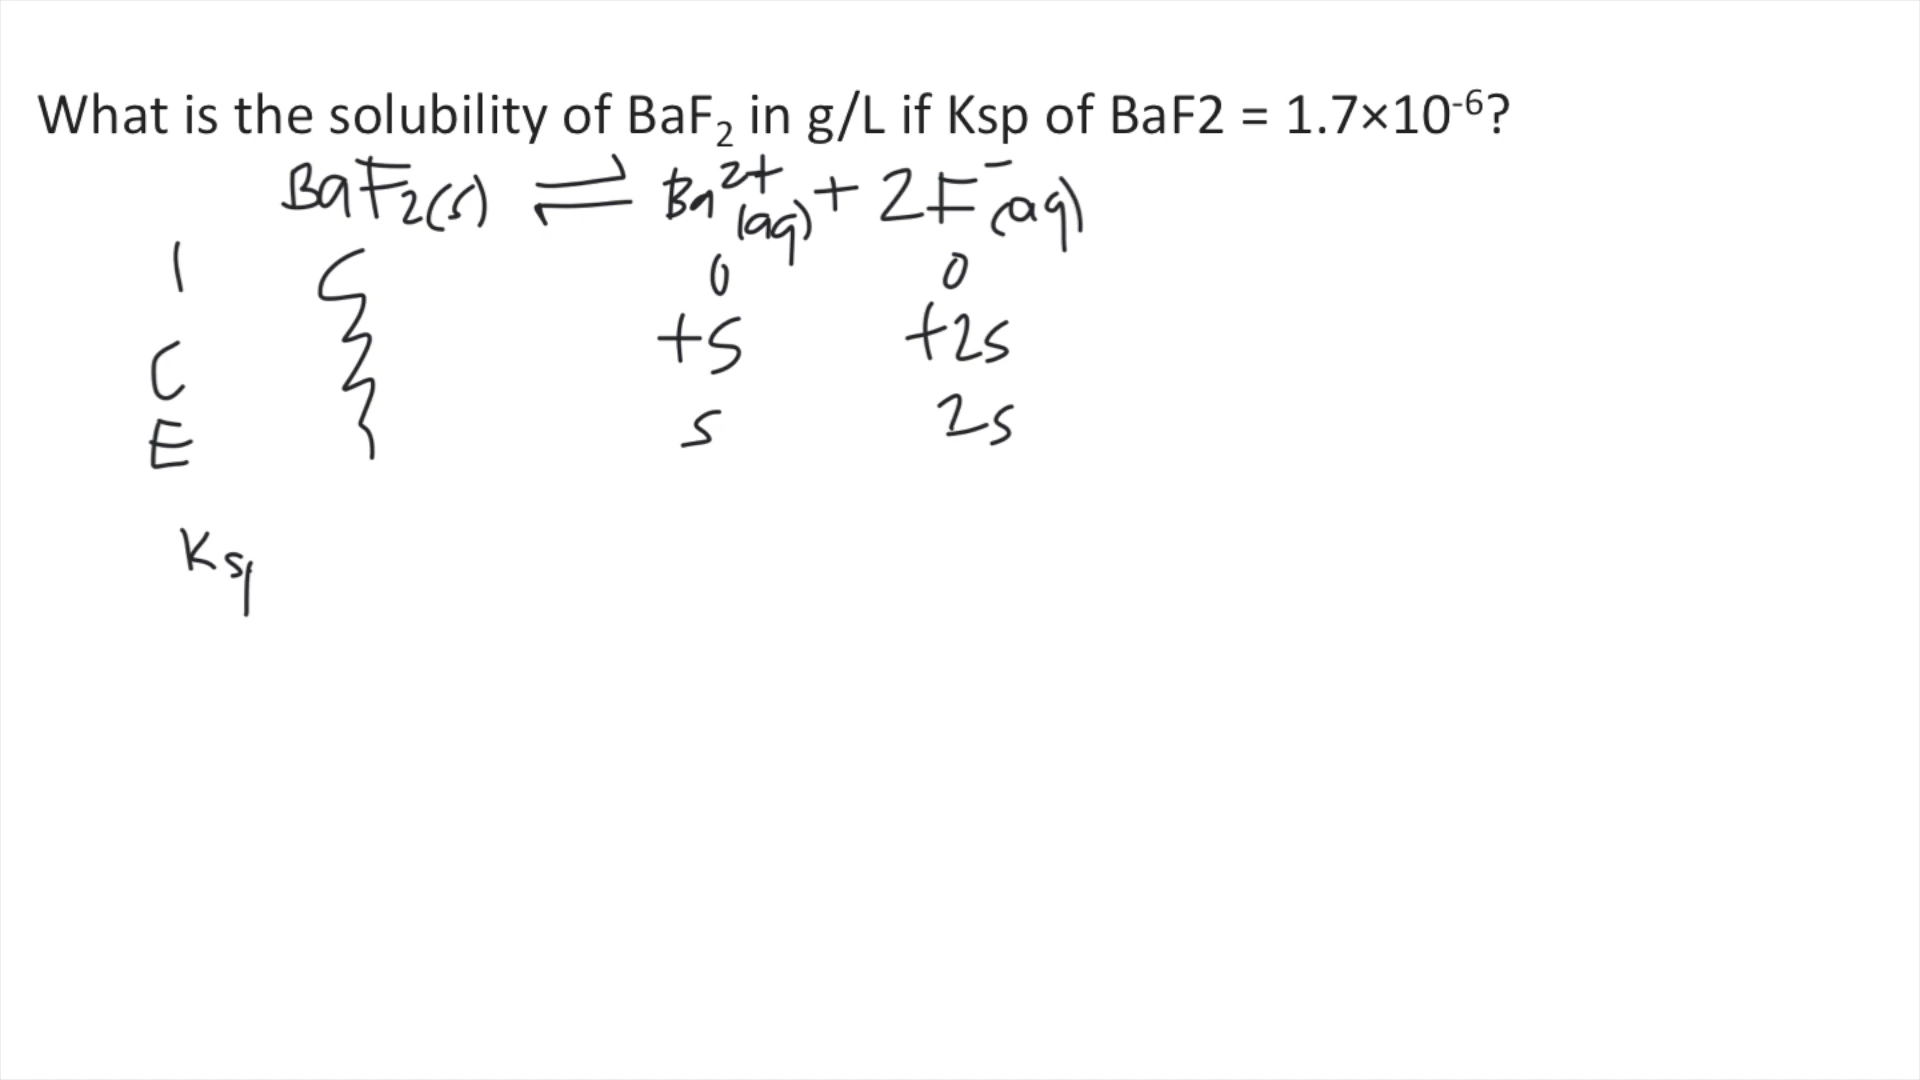 What is the solubility of BaF₂ in g/L if Ksp of BaF2 = 1.7×10⁻⁶?
BaF₂(s) ⇌ Ba²⁺(aq) + 2F⁻(aq)
I 0 0
C +s +2s
E s 2s
Ksp